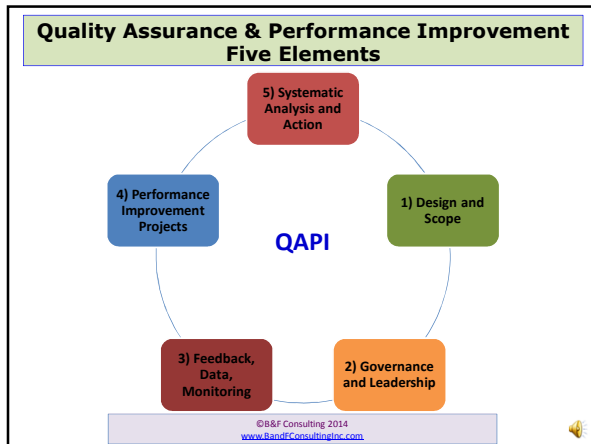 Quality Assurance & Performance Improvement
Five Elements
5) Systematic
Analysis and
Action
4) Performance
Improvement
Projects
1) Design and
Scope
QAPI
3) Feedback,
Data,
Monitoring
2) Governance
and Leadership
©B&F Consulting 2014
www.BandFConsultingInc.com